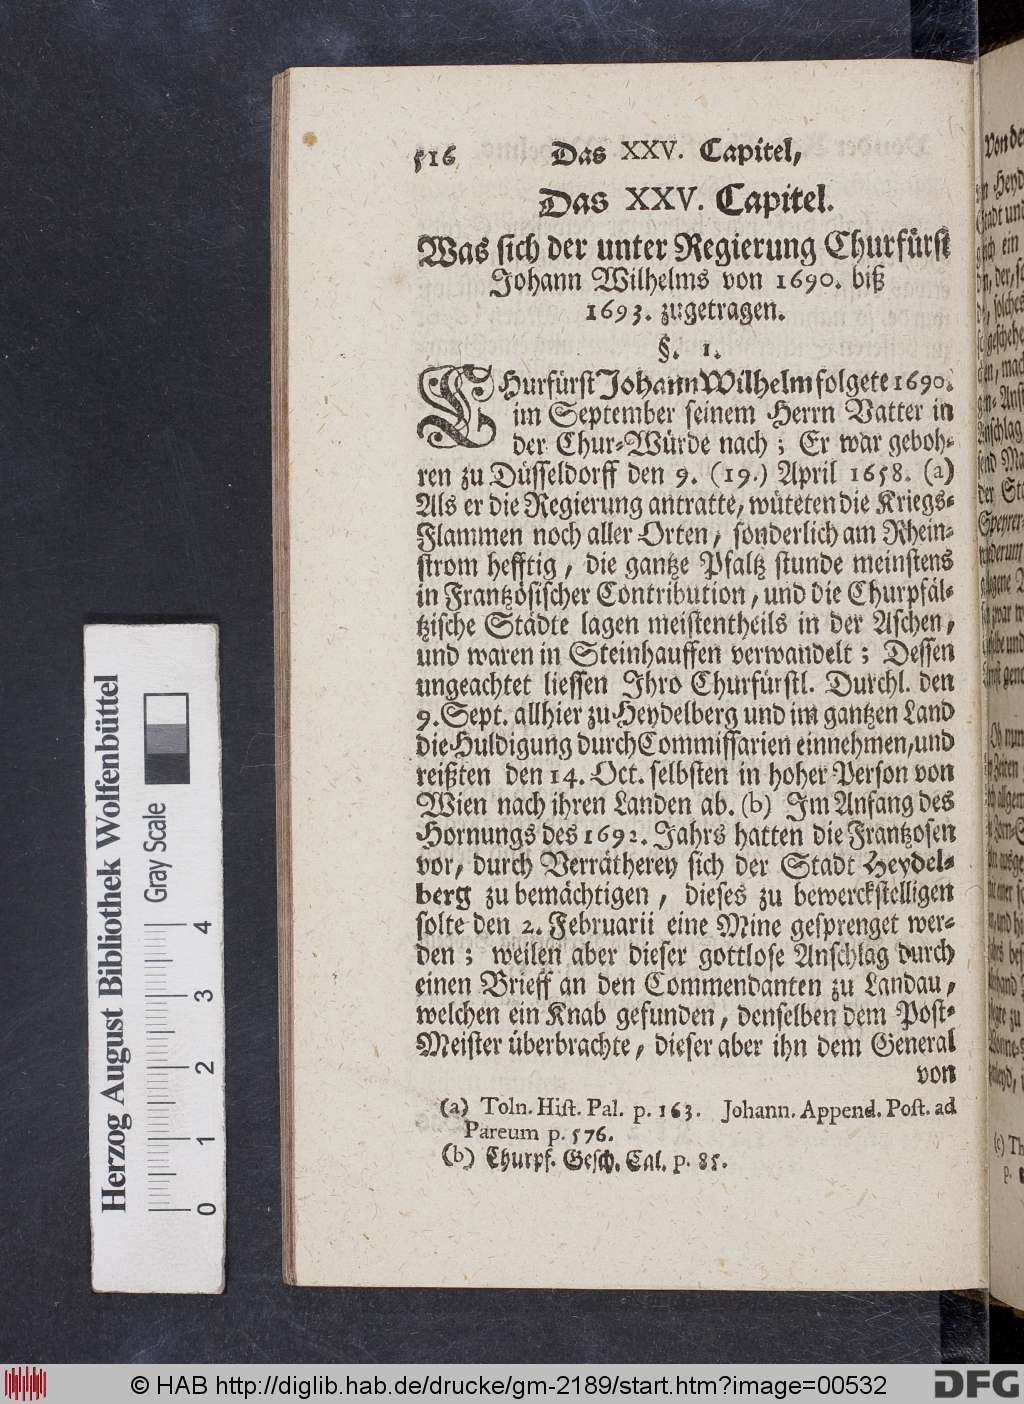 516 Das XXV. Capitel,
Das XXV. Capitel.
Was sich der unter Regierung Churfürst
Johann Wilhelms von 1690. biß
1693. zugetragen.
§. 1.
CHurfürst Johann Wilhelm folgete 1690.
im September seinem Herrn Vatter in
der Chur-Würde nach; Er war geboh-
ren zu Düsseldorff den 9. (19.) April 1658. (a)
Als er die Regierung antratte, wüteten die Kriegs-
Flammen noch aller Orten, sonderlich am Rhein-
strom hefftig, die gantze Pfaltz stunde meinstens
in Frantzösischer Contribution, und die Churpfäl-
tzische Städte lagen meistentheils in der Aschen,
und waren in Steinhauffen verwandelt; Dessen
ungeachtet liessen Ihro Churfürstl. Durchl. den
9. Sept. allhier zu Heydelberg und im gantzen Land
die Huldigung durch Commissarien einnehmen, und
reißten den 14. Oct. selbsten in hoher Person von
Wien nach ihren Landen ab. (b) Im Anfang des
Hornungs des 1692. Jahrs hatten die Frantzosen
vor, durch Verrätherey sich der Stadt Heydel-
berg zu bemächtigen, dieses zu bewerckstelligen
solte den 2. Februarii eine Mine gesprenget wer-
den; weilen aber dieser gottlose Anschlag durch
einen Brieff an den Commendanten zu Landau,
welchen ein Knab gefunden, denselben dem Post-
Meister überbrachte, dieser aber ihn dem General
von
(a) Toln. Hist. Pal. p. 163. Johann. Append. Post. ad
Pareum p. 576.
(b) Churpf. Gesch. Cal. p. 85.
Herzog August Bibliothek Wolfenbüttel
Gray Scale
0 1 2 3 4
© HAB http://diglib.hab.de/drucke/gm-2189/start.htm?image=00532
DFG